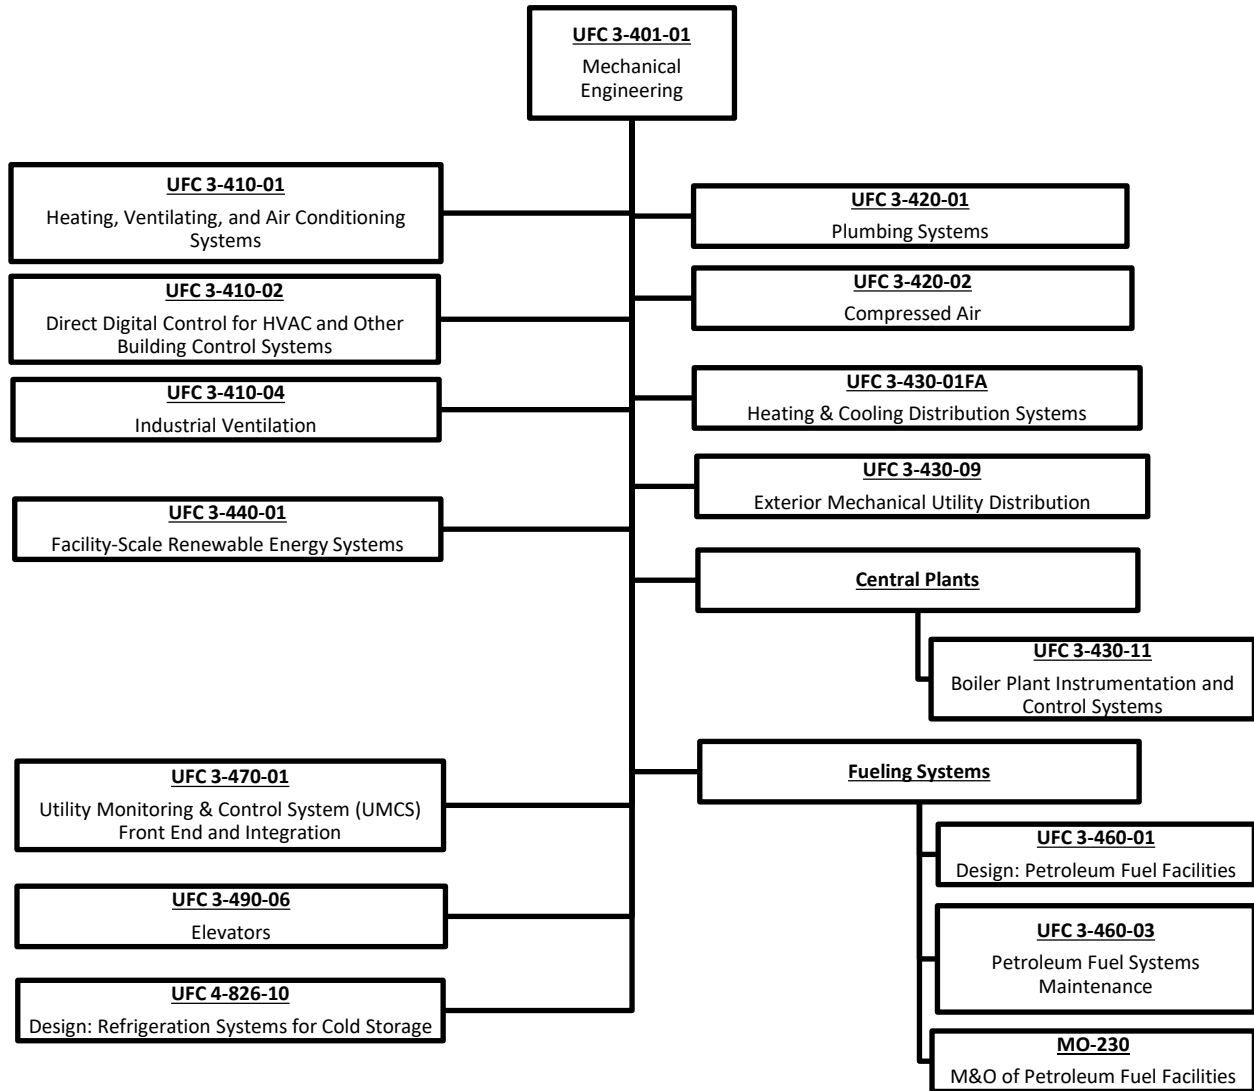 UFC 3-401-01
Mechanical
Engineering
UFC 3-410-01
Heating, Ventilating, and Air Conditioning
Systems
UFC 3-410-02
Direct Digital Control for HVAC and Other
Building Control Systems
UFC 3-410-04
Industrial Ventilation
UFC 3-440-01
Facility-Scale Renewable Energy Systems
UFC 3-470-01
Utility Monitoring & Control System (UMCS)
Front End and Integration
UFC 3-490-06
Elevators
UFC 4-826-10
Design: Refrigeration Systems for Cold Storage
UFC 3-420-01
Plumbing Systems
UFC 3-420-02
Compressed Air
UFC 3-430-01FA
Heating & Cooling Distribution Systems
UFC 3-430-09
Exterior Mechanical Utility Distribution
Central Plants
UFC 3-430-11
Boiler Plant Instrumentation and
Control Systems
Fueling Systems
UFC 3-460-01
Design: Petroleum Fuel Facilities
UFC 3-460-03
Petroleum Fuel Systems
Maintenance
MO-230
M&O of Petroleum Fuel Facilities